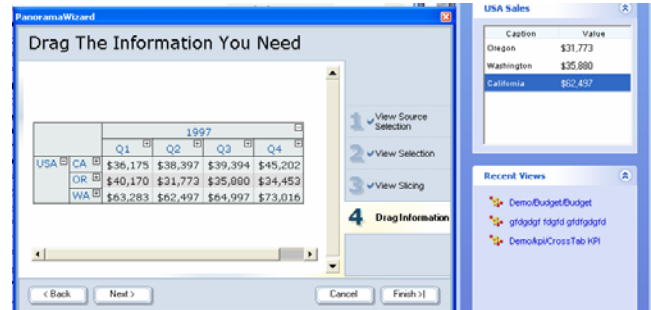 PanoramaWizard
Drag The Information You Need
1997
Q1 Q2 Q3 Q4
USA CA $36,175 $38,397 $39,394 $45,202
OR $40,170 $31,773 $35,880 $34,453
WA $63,283 $62,497 $64,997 $73,016
1 View Source
Selection
2 View Selection
3 View Slicing
4 Drag Information
< Back Next > Cancel Finish >|
USA Sales
Caption Value
Oregon $31,773
Washington $35,880
California $62,497
Recent Views
Demo/Budget/Budget
gfdgdgf fdgfd gfdfgdgfd
DemoApi/CrossTab KPI